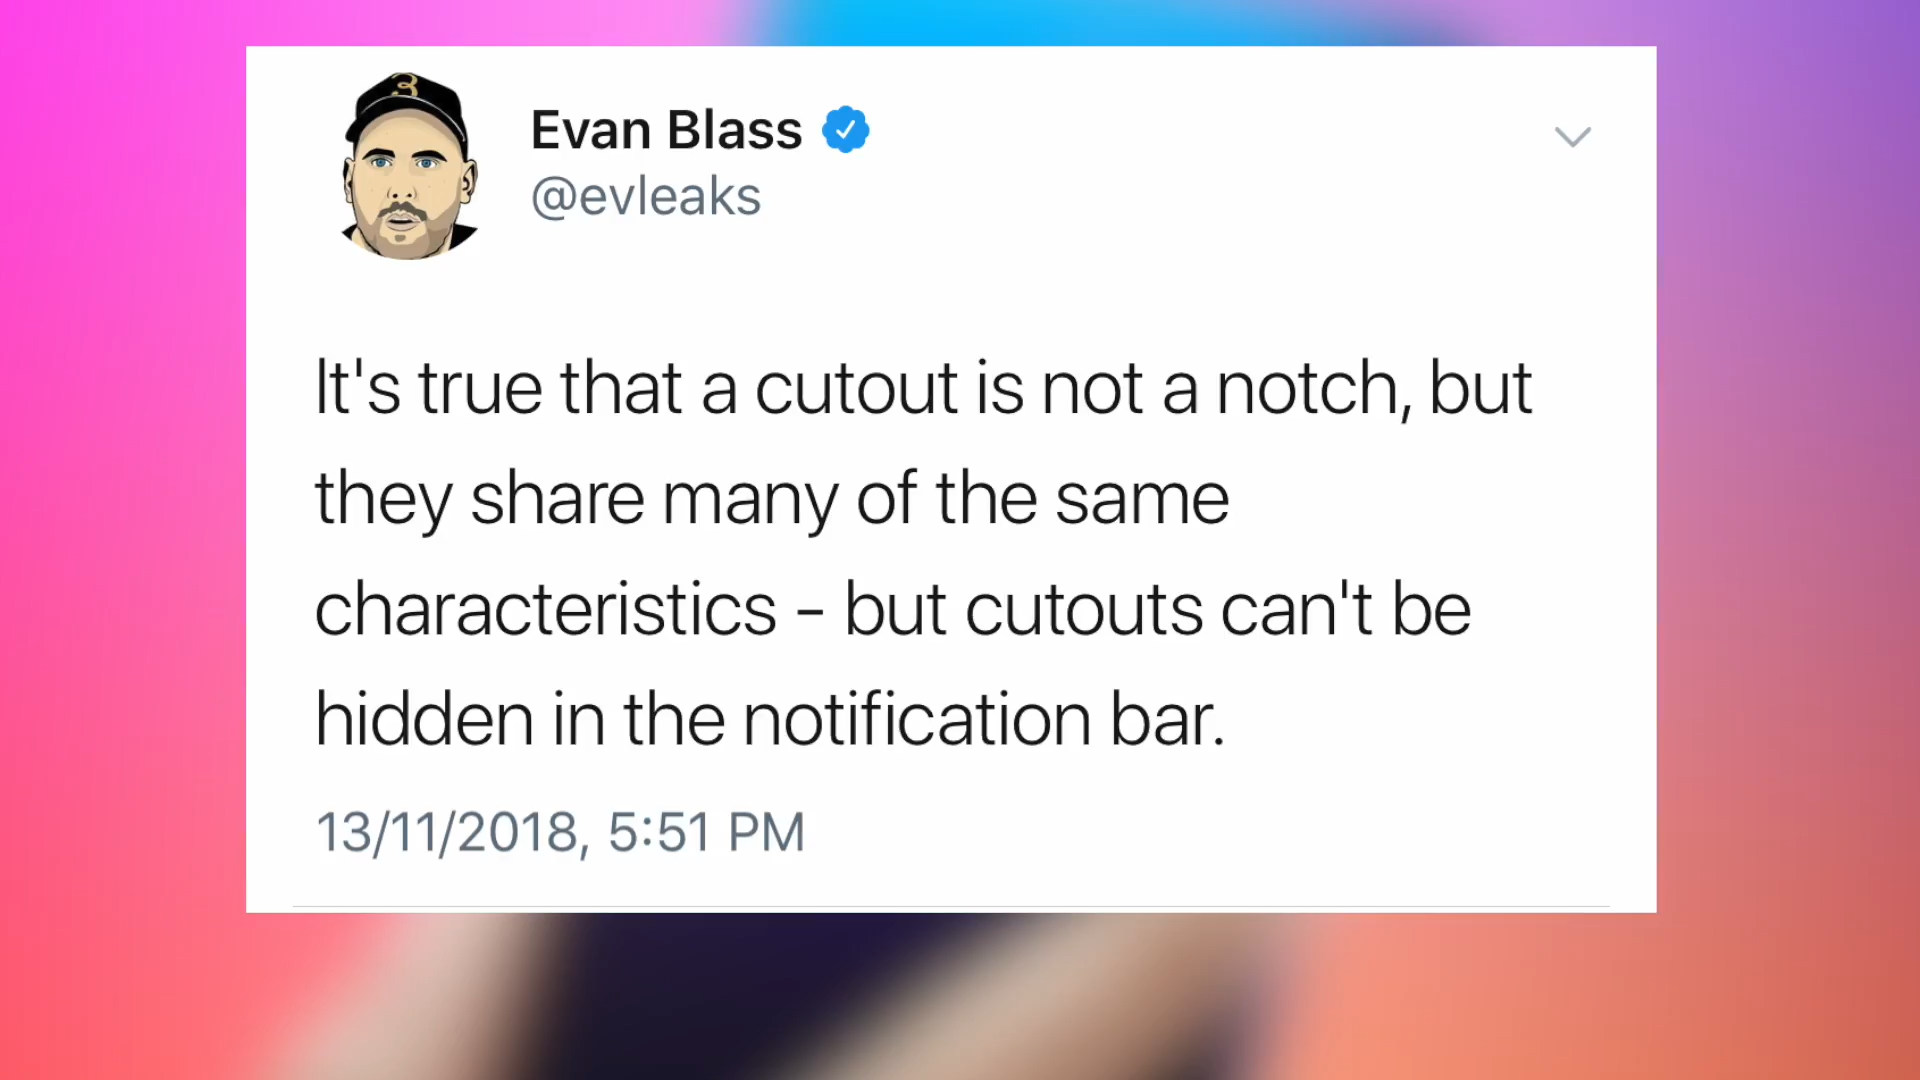 3
Evan Blass
@evleaks
It's true that a cutout is not a notch, but
they share many of the same
characteristics - but cutouts can't be
hidden in the notification bar.
13/11/2018, 5:51 PM